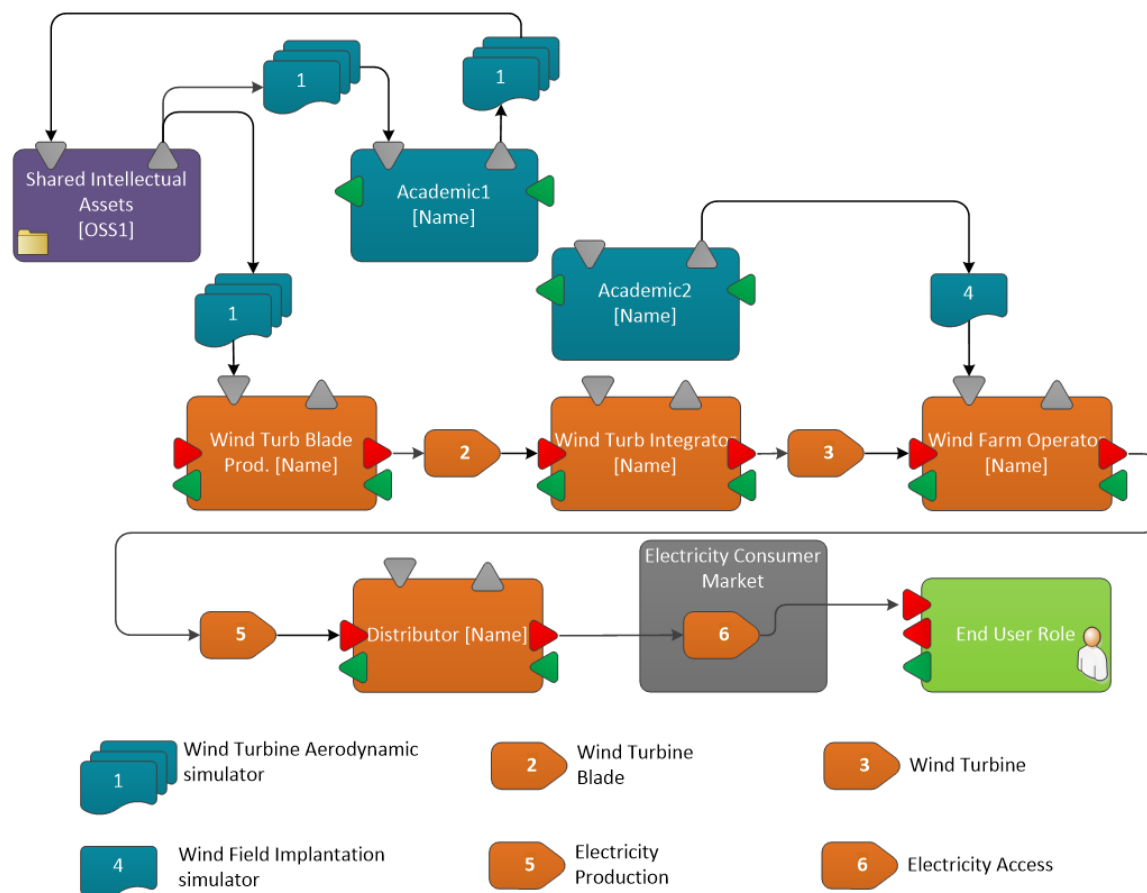 1
1
Shared Intellectual
Assets
[OSS1]
Academic1
[Name]
Academic2
[Name]
4
1
Wind Turb Blade
Prod. [Name]
2
Wind Turb Integrator
[Name]
3
Wind Farm Operator
[Name]
Electricity Consumer
Market
5
Distributor [Name]
6
End User Role
1
Wind Turbine Aerodynamic
simulator
2
Wind Turbine
Blade
3
Wind Turbine
4
Wind Field Implantation
simulator
5
Electricity
Production
6
Electricity Access